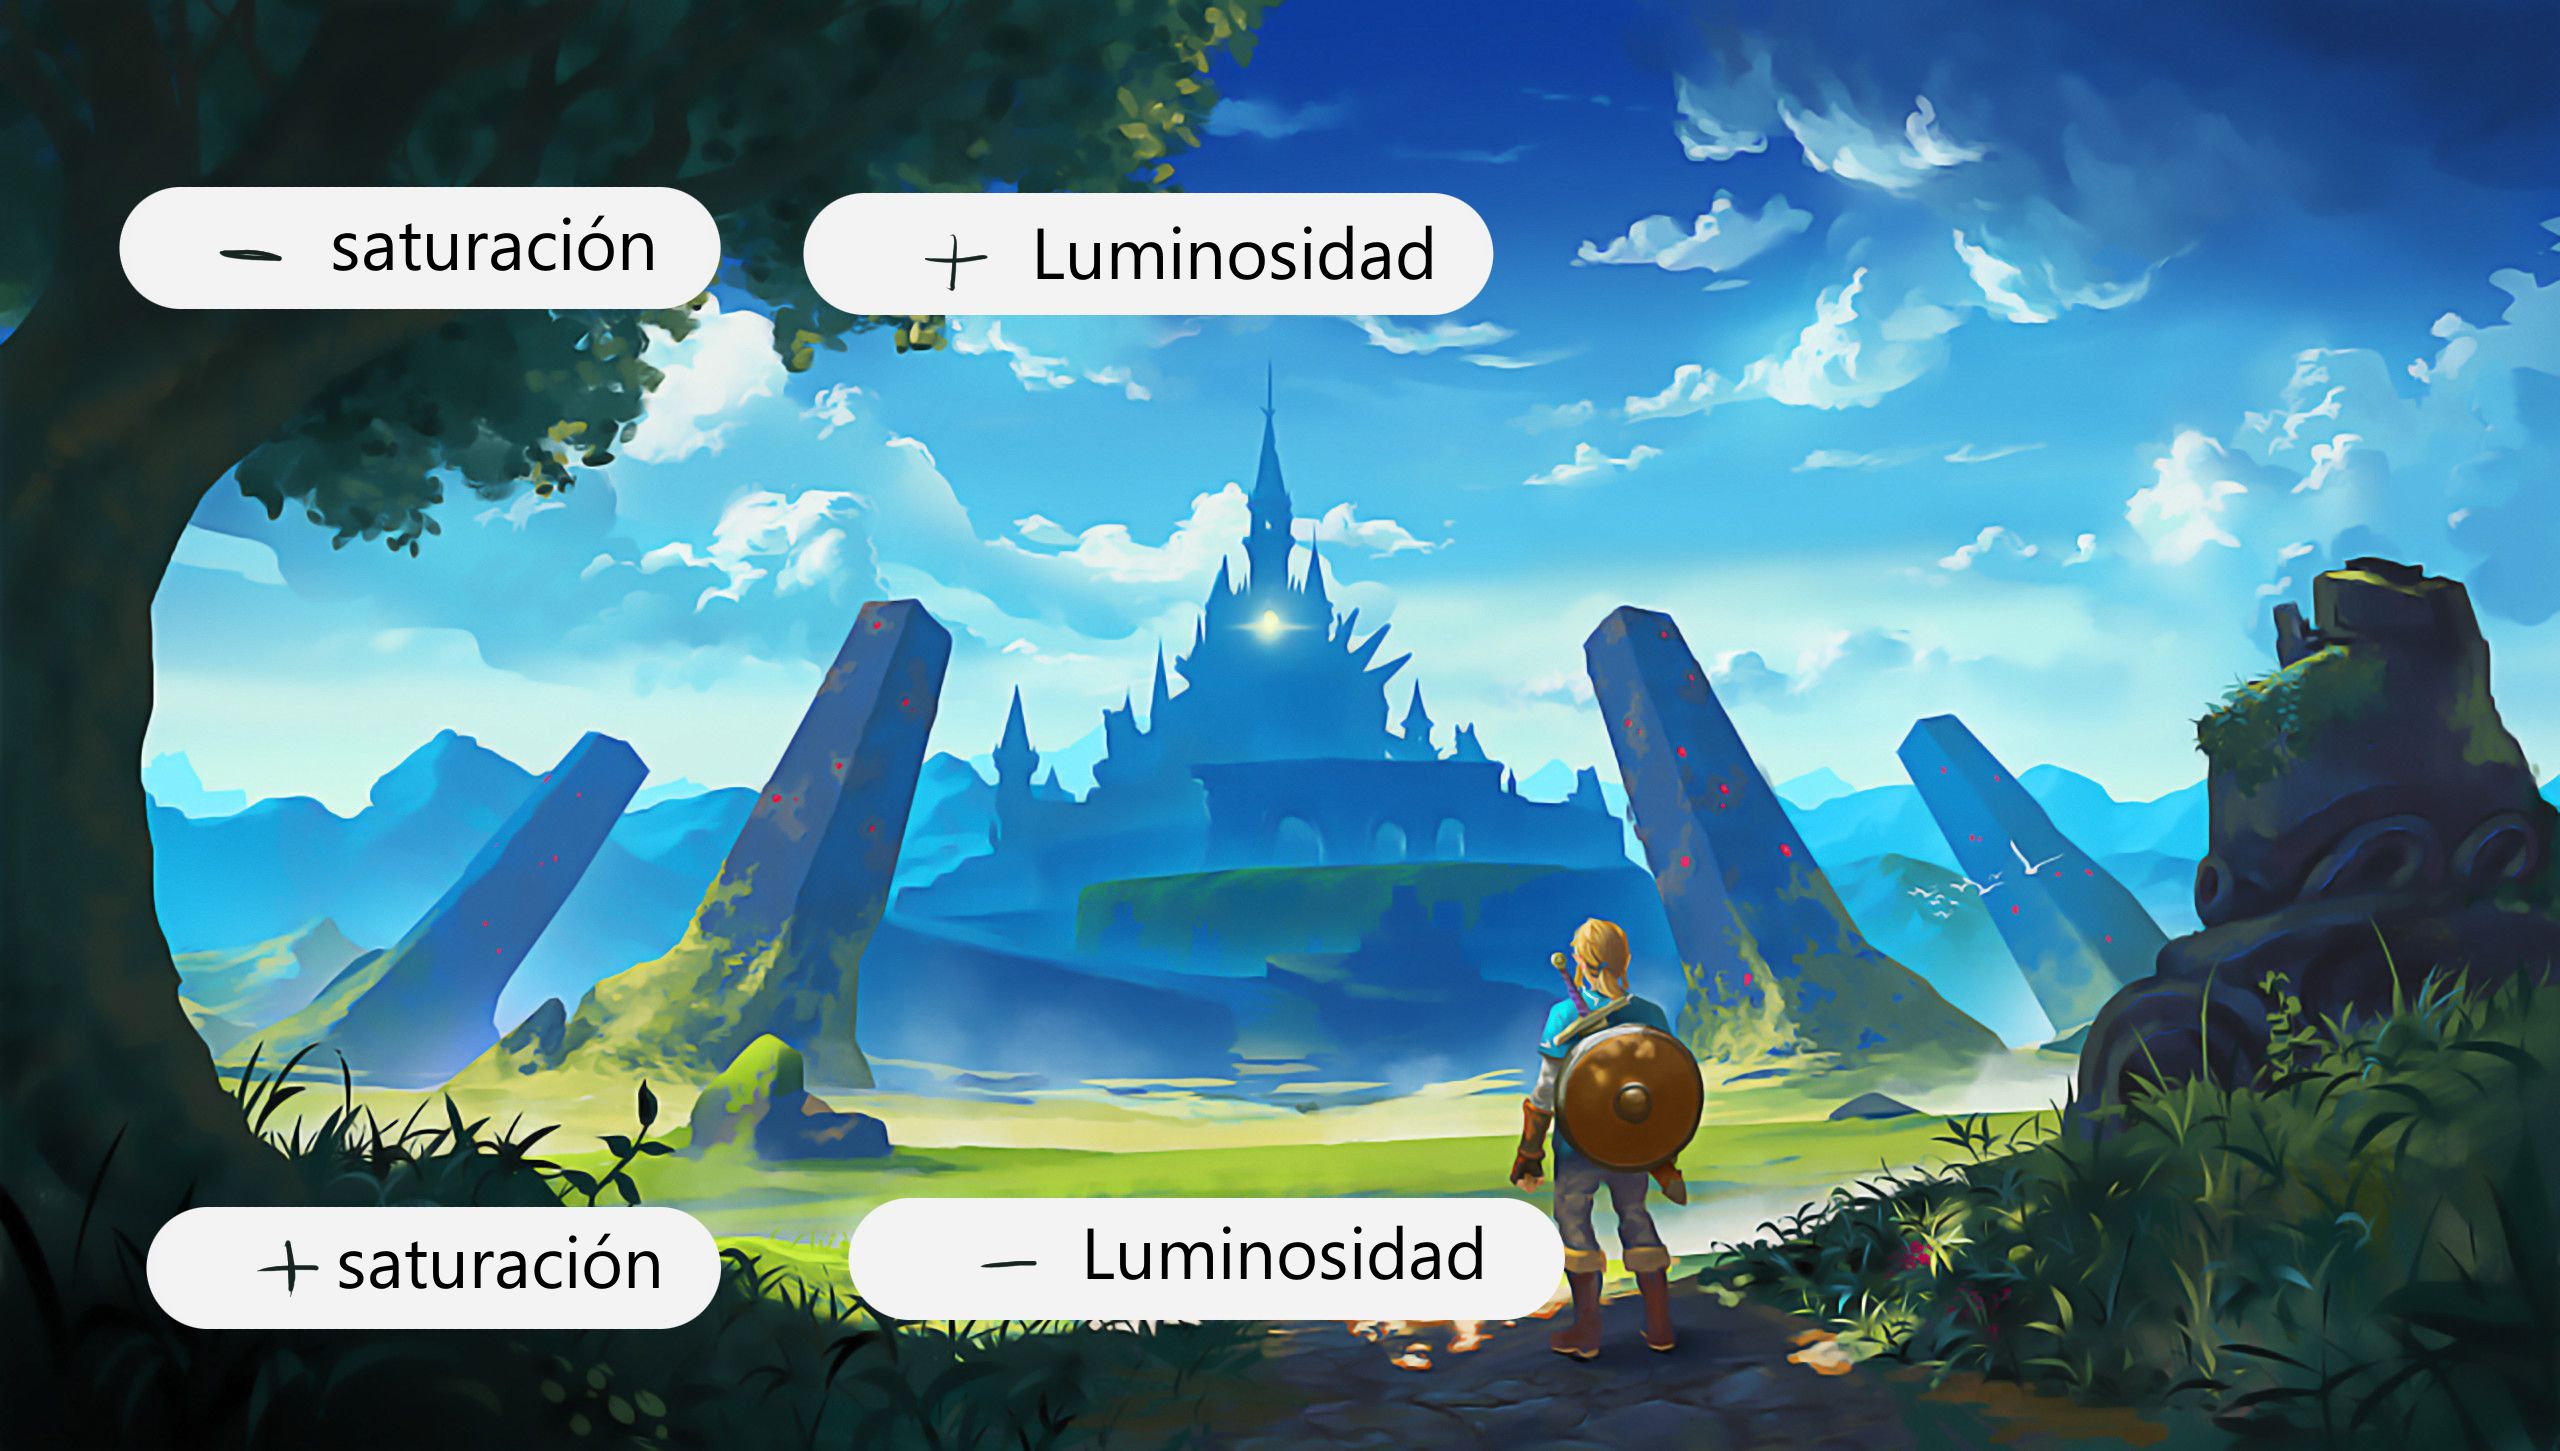 - saturación
+ Luminosidad
+ saturación
- Luminosidad